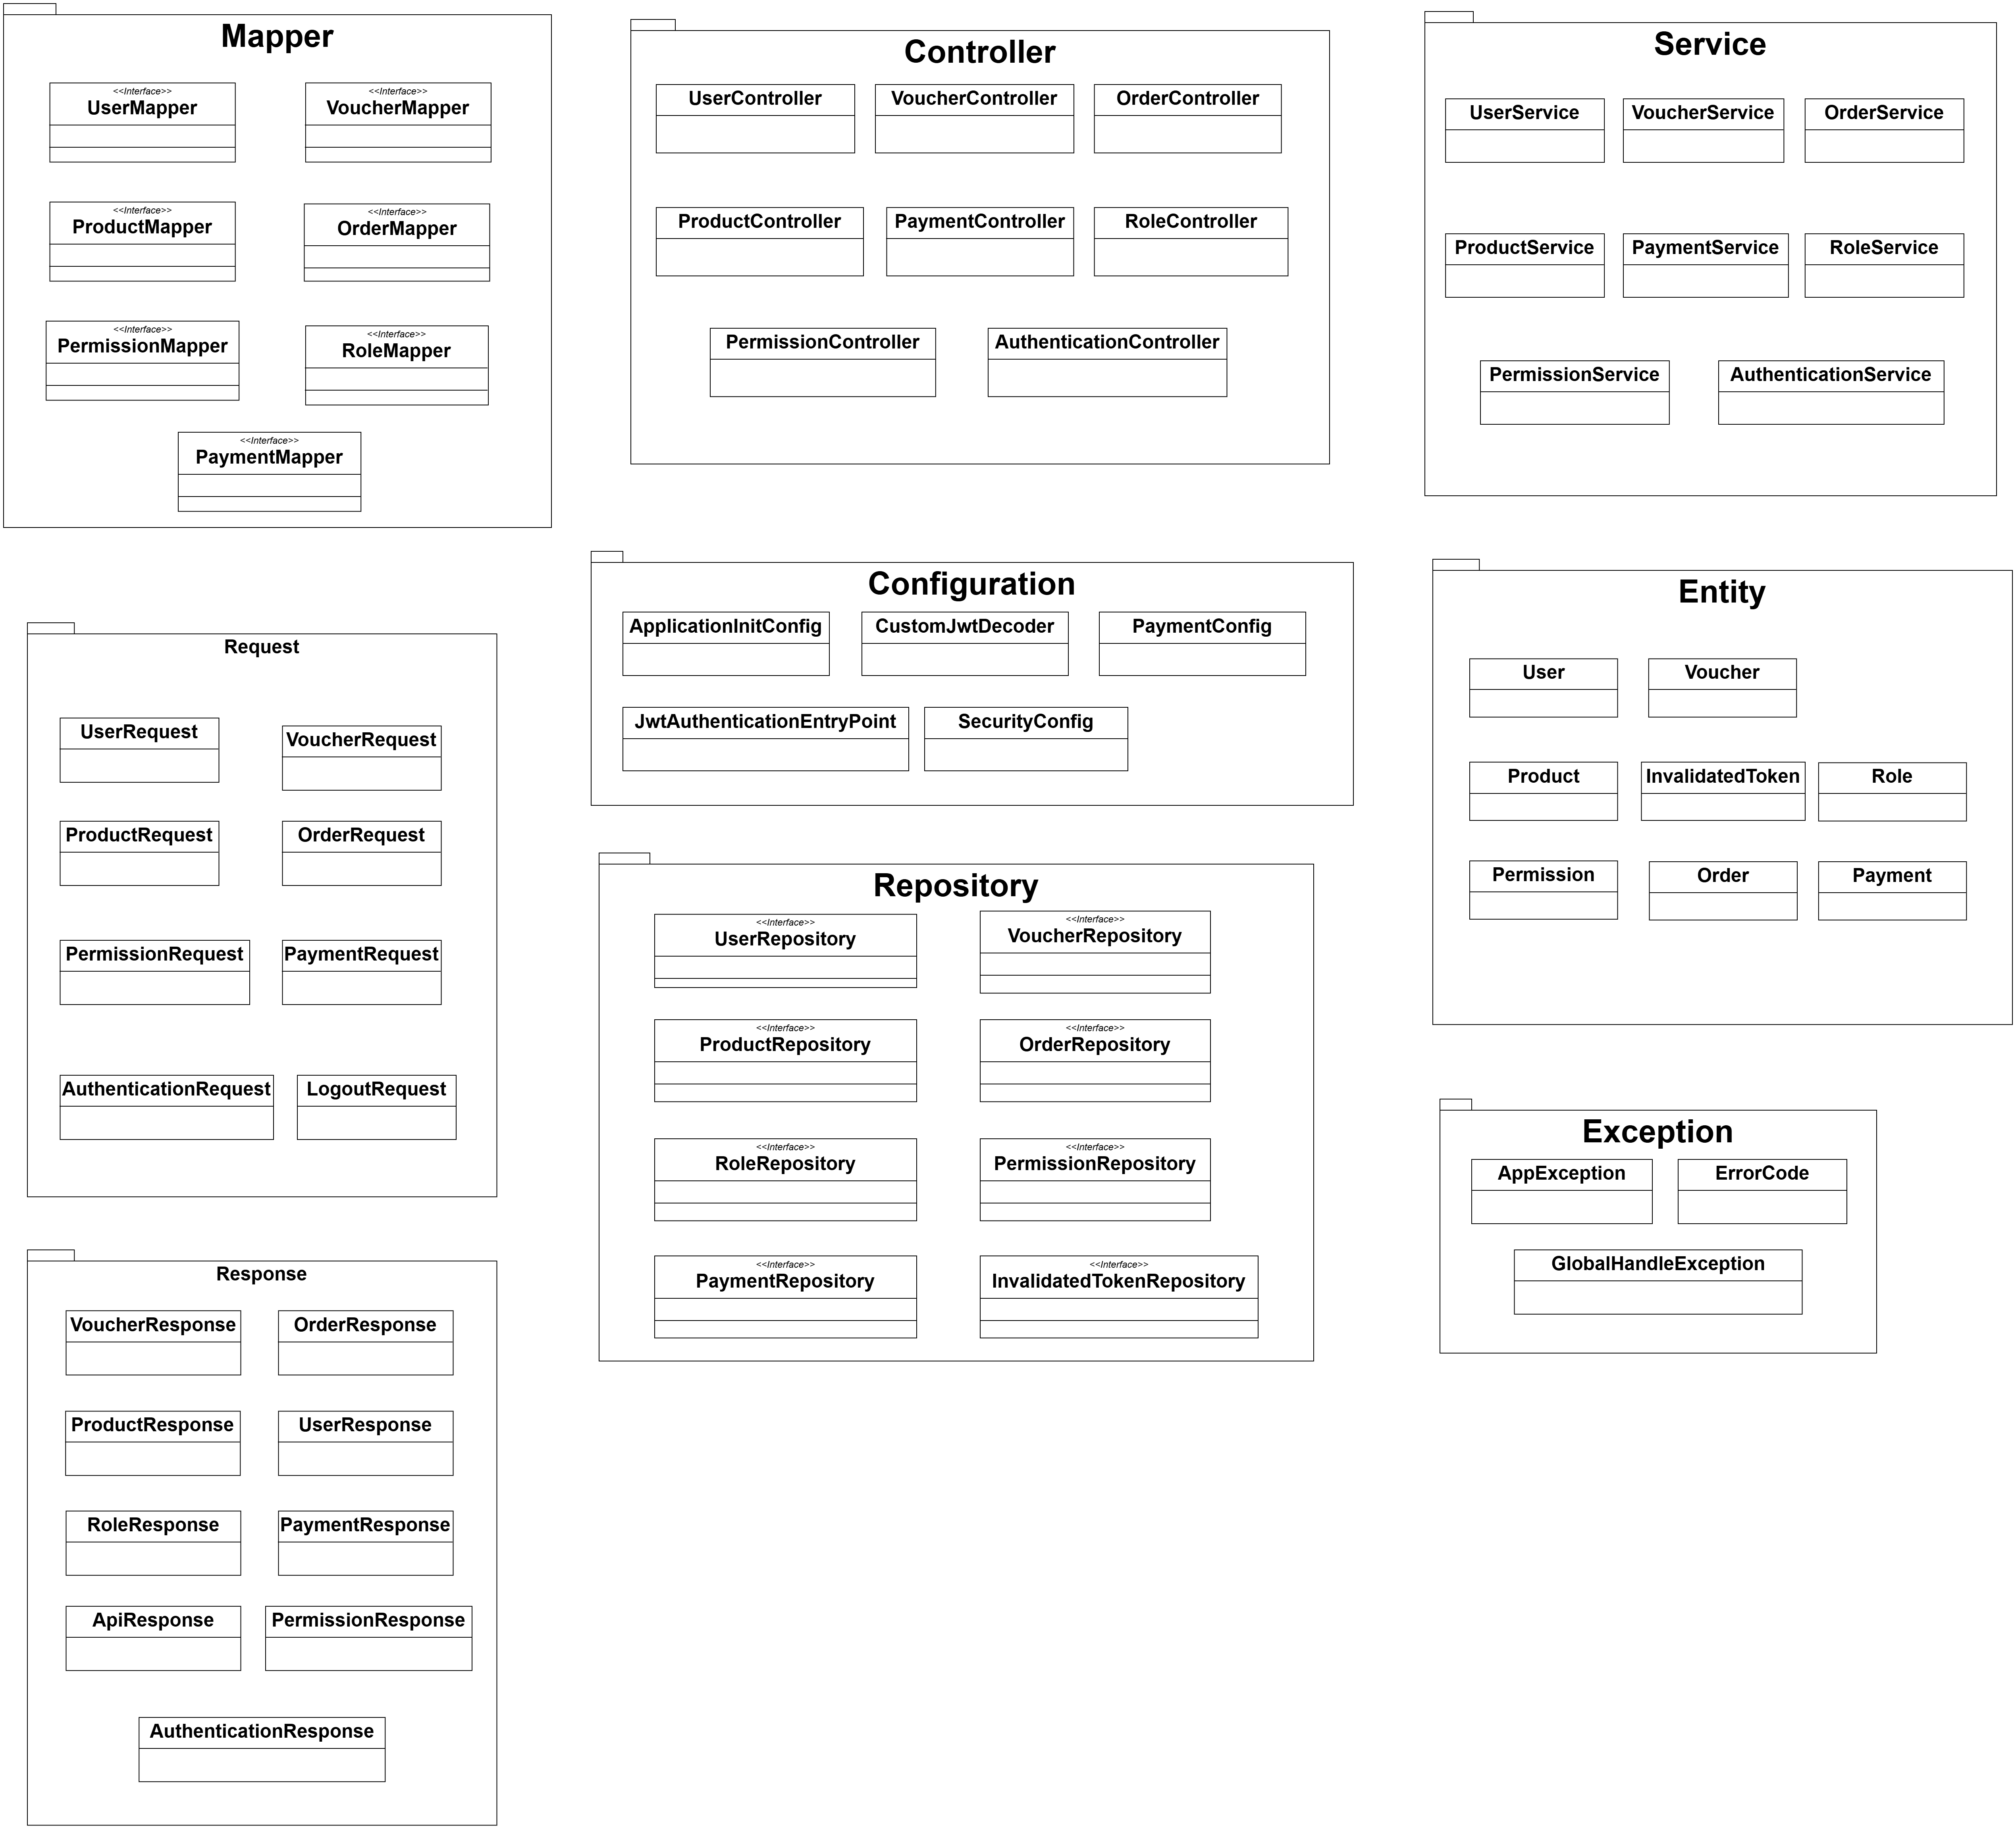 Mapper
<<Interface>>
UserMapper
<<Interface>>
VoucherMapper
<<Interface>>
ProductMapper
<<Interface>>
OrderMapper
<<Interface>>
PermissionMapper
<<Interface>>
RoleMapper
<<Interface>>
PaymentMapper
Controller
UserController
VoucherController
OrderController
ProductController
PaymentController
RoleController
PermissionController
AuthenticationController
Service
UserService
VoucherService
OrderService
ProductService
PaymentService
RoleService
PermissionService
AuthenticationService
Request
UserRequest
VoucherRequest
ProductRequest
OrderRequest
PermissionRequest
PaymentRequest
AuthenticationRequest
LogoutRequest
Configuration
ApplicationInitConfig
CustomJwtDecoder
PaymentConfig
JwtAuthenticationEntryPoint
SecurityConfig
Entity
User
Voucher
Product
InvalidatedToken
Role
Permission
Order
Payment
Repository
<<Interface>>
UserRepository
<<Interface>>
VoucherRepository
<<Interface>>
ProductRepository
<<Interface>>
OrderRepository
<<Interface>>
RoleRepository
<<Interface>>
PermissionRepository
<<Interface>>
PaymentRepository
<<Interface>>
InvalidatedTokenRepository
Exception
AppException
ErrorCode
GlobalHandleException
Response
VoucherResponse
OrderResponse
ProductResponse
UserResponse
RoleResponse
PaymentResponse
ApiResponse
PermissionResponse
AuthenticationResponse